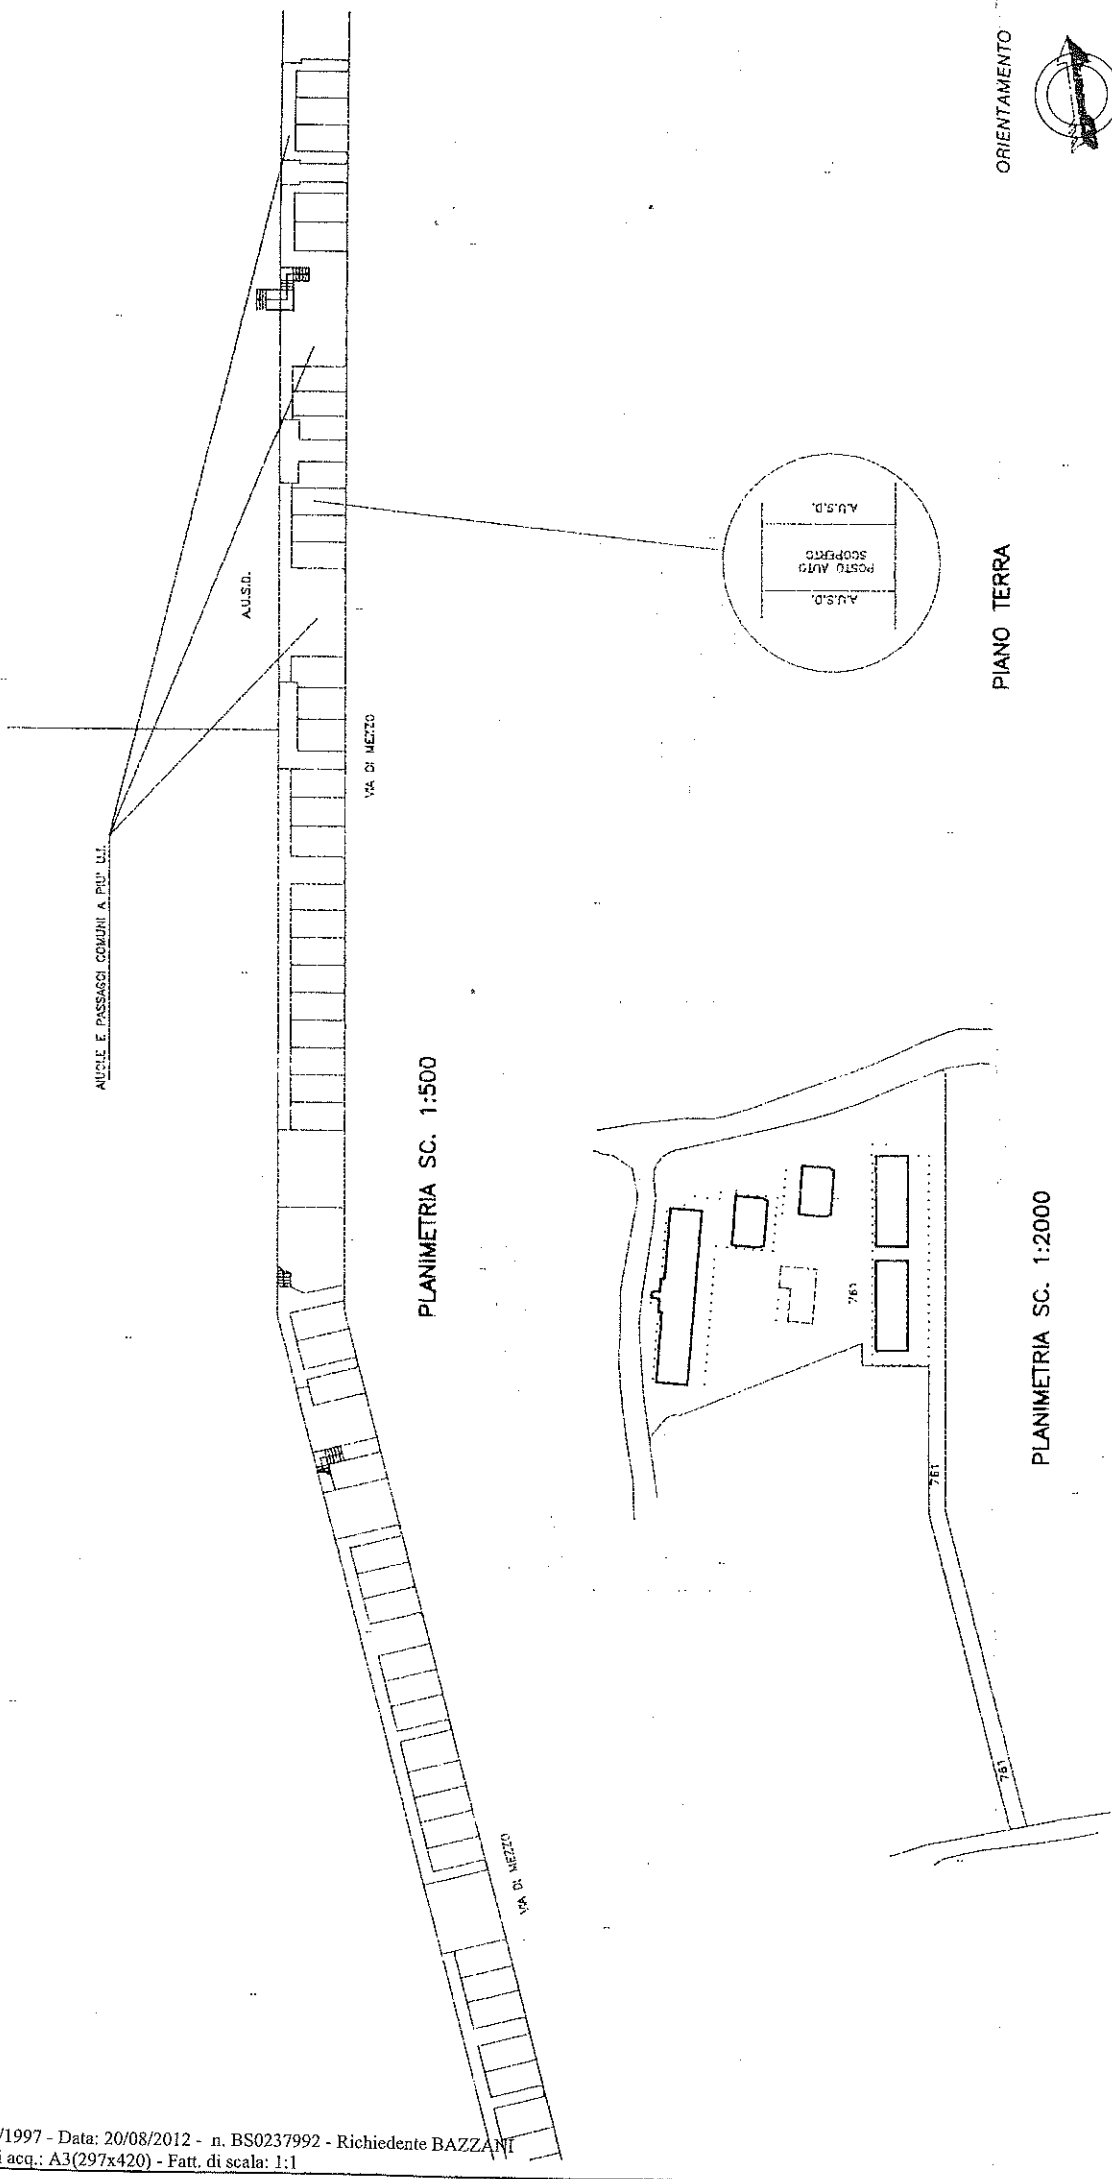 ORIENTAMENTO
AIUOLE E PASSAGGI COMUNI A PIU' U.I.
A.U.S.D.
VIA DI MEZZO
A.U.S.D.
POSTO AUTO
SCOPERTO
A.U.S.D.
PIANO TERRA
PLANIMETRIA SC. 1:500
761
761
761
PLANIMETRIA SC. 1:2000
VIA DI MEZZO
/1997 - Data: 20/08/2012 - n. BS0237992 - Richiedente BAZZANI
i acq.: A3(297x420) - Fatt. di scala: 1:1